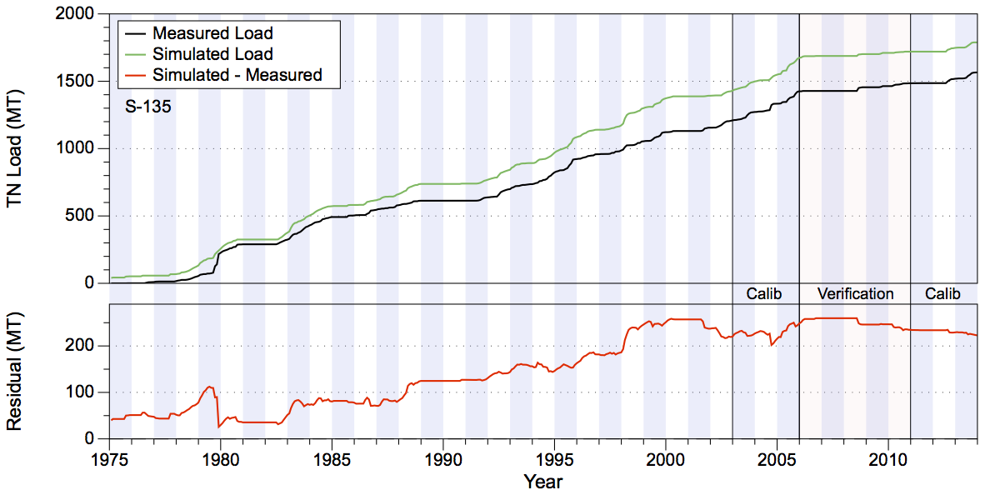 2000
1500
1000
500
0
TN Load (MT)
Measured Load
Simulated Load
Simulated - Measured
S-135
Calib Verification Calib
200
100
0
Residual (MT)
1975 1980 1985 1990 1995 2000 2005 2010
Year